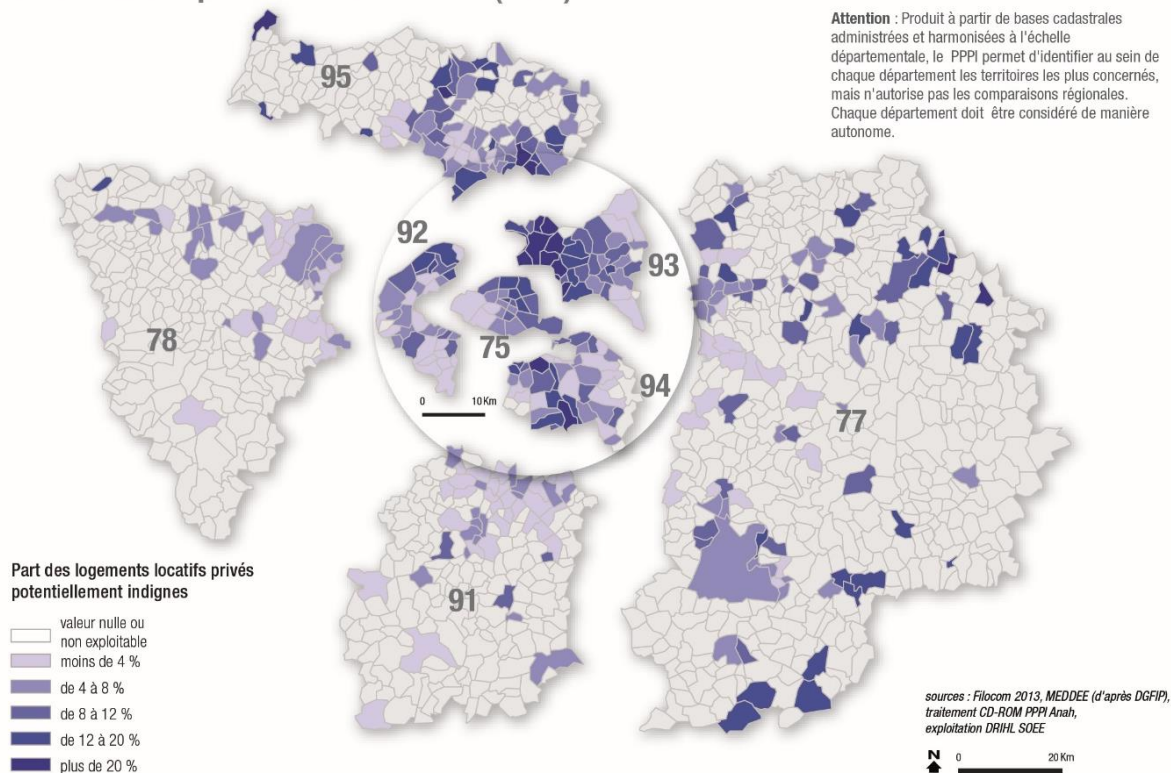 Attention : Produit à partir de bases cadastrales
administrées et harmonisées à l'échelle
départementale, le PPPI permet d'identifier au sein de
chaque département les territoires les plus concernés,
mais n'autorise pas les comparaisons régionales.
Chaque département doit être considéré de manière
autonome.
95
92
93
78
75
94
0 10 Km
77
91
Part des logements locatifs privés
potentiellement indignes
valeur nulle ou
non exploitable
moins de 4 %
de 4 à 8 %
de 8 à 12 %
de 12 à 20 %
plus de 20 %
sources : Filocom 2013, MEDDEE (d'après DGFIP),
traitement CD-ROM PPPI Anah,
exploitation DRIHL SOEE
N 0 20 Km